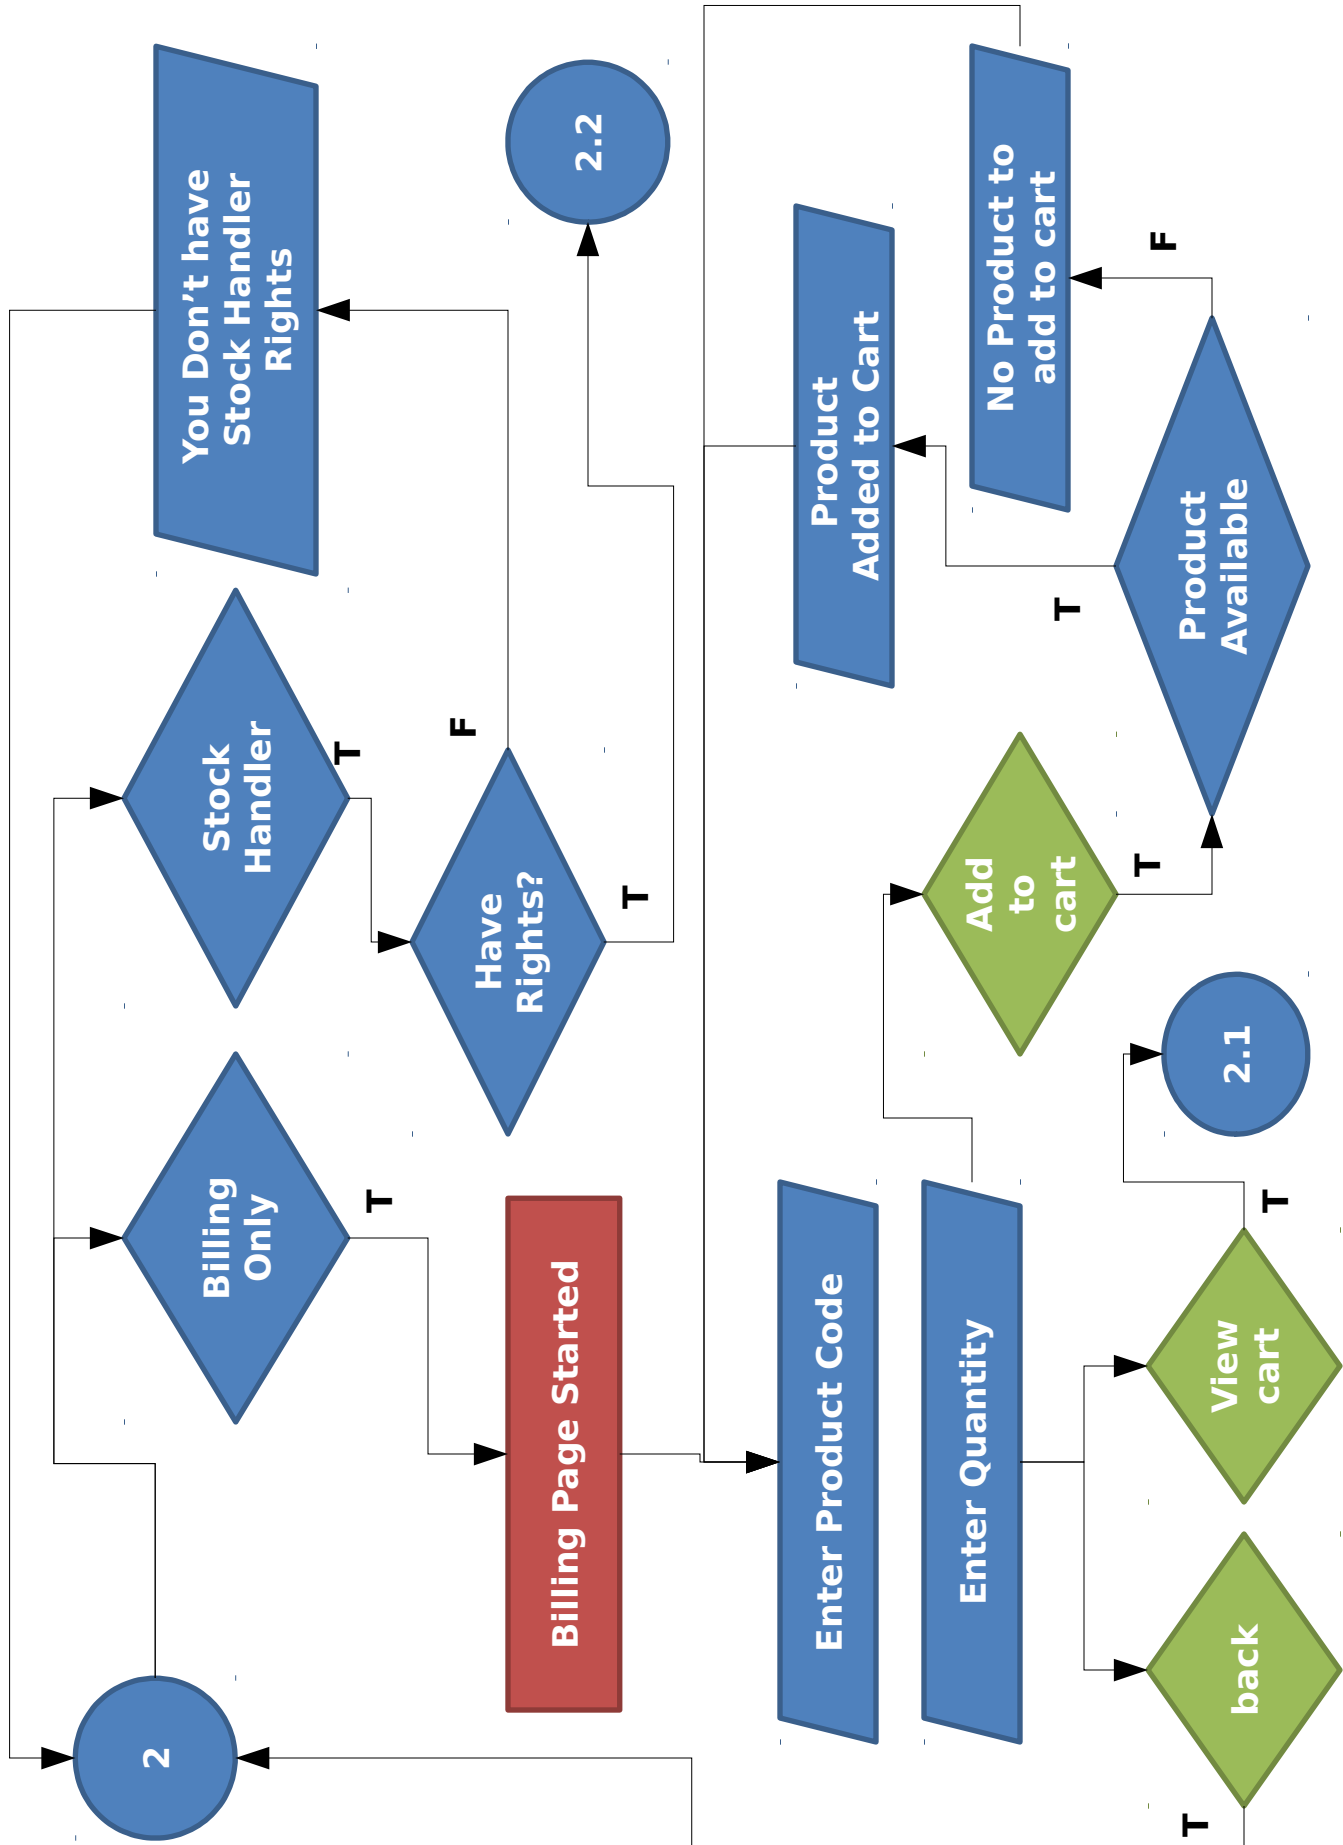 2
Billing
Only
Stock
Handler
You Don’t have
Stock Handler
Rights
T
T
F
Have
Rights?
T
2.2
Billing Page Started
Enter Product Code
Product
Added to Cart
Enter Quantity
Add
to
cart
No Product to
add to cart
T
T
F
Product
Available
T
back
View
cart
T
2.1